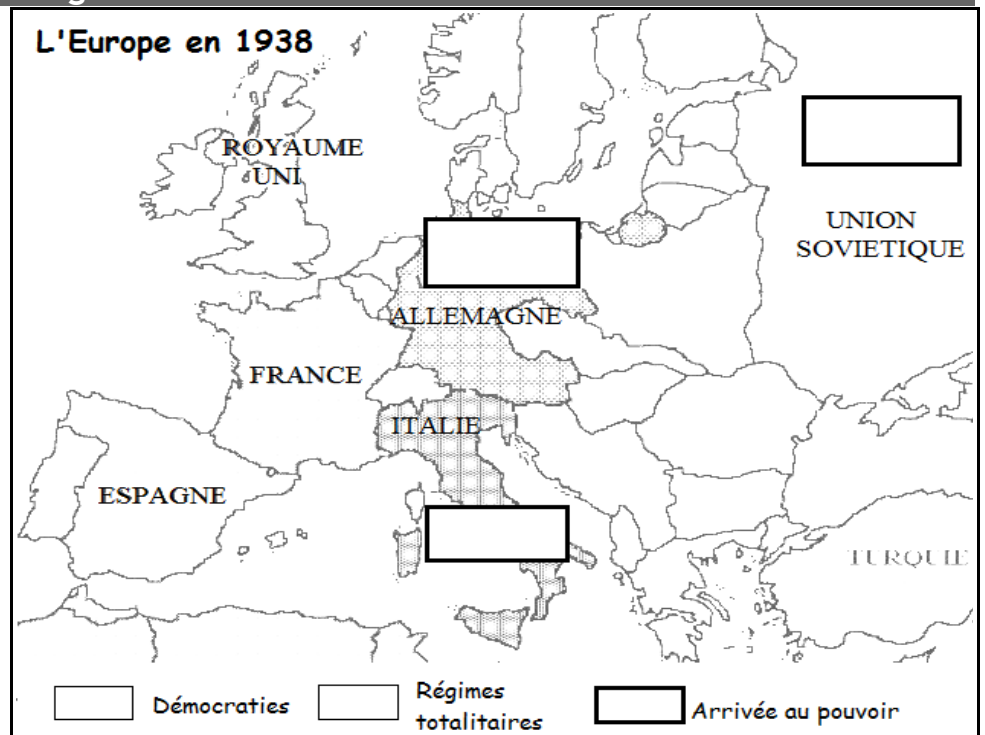 L'Europe en 1938
ROYAUME
UNI
UNION
SOVIETIQUE
ALLEMAGNE
FRANCE
ITALIE
ESPAGNE
TURQUIE
Démocraties
Régimes
totalitaires
Arrivée au pouvoir